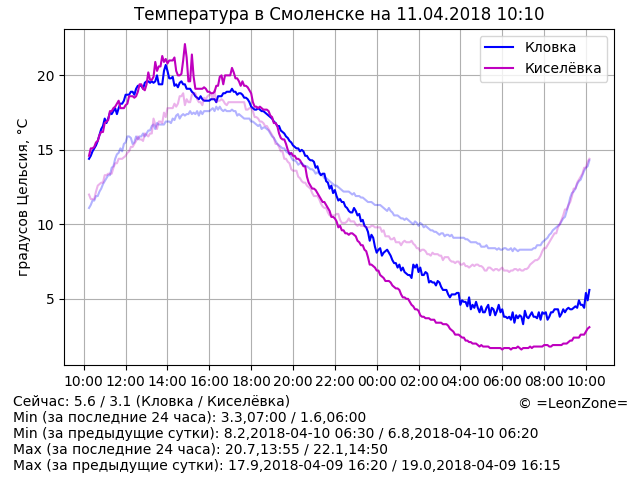 Температура в Смоленске на 11.04.2018 10:10
Кловка
Киселёвка
градусов Цельсия, °C
20
15
10
5
10:00 12:00 14:00 16:00 18:00 20:00 22:00 00:00 02:00 04:00 06:00 08:00 10:00
Сейчас: 5.6 / 3.1 (Кловка / Киселёвка)
© =LeonZone=
Min (за последние 24 часа): 3.3,07:00 / 1.6,06:00
Min (за предыдущие сутки): 8.2,2018-04-10 06:30 / 6.8,2018-04-10 06:20
Max (за последние 24 часа): 20.7,13:55 / 22.1,14:50
Max (за предыдущие сутки): 17.9,2018-04-09 16:20 / 19.0,2018-04-09 16:15